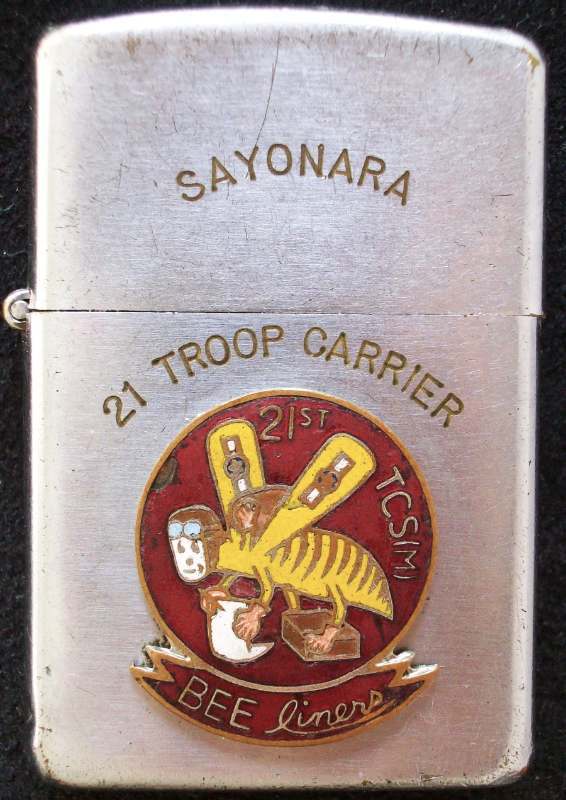 SAYONARA
21 TROOP CARRIER
21ST
TCS(M)
BEE liners